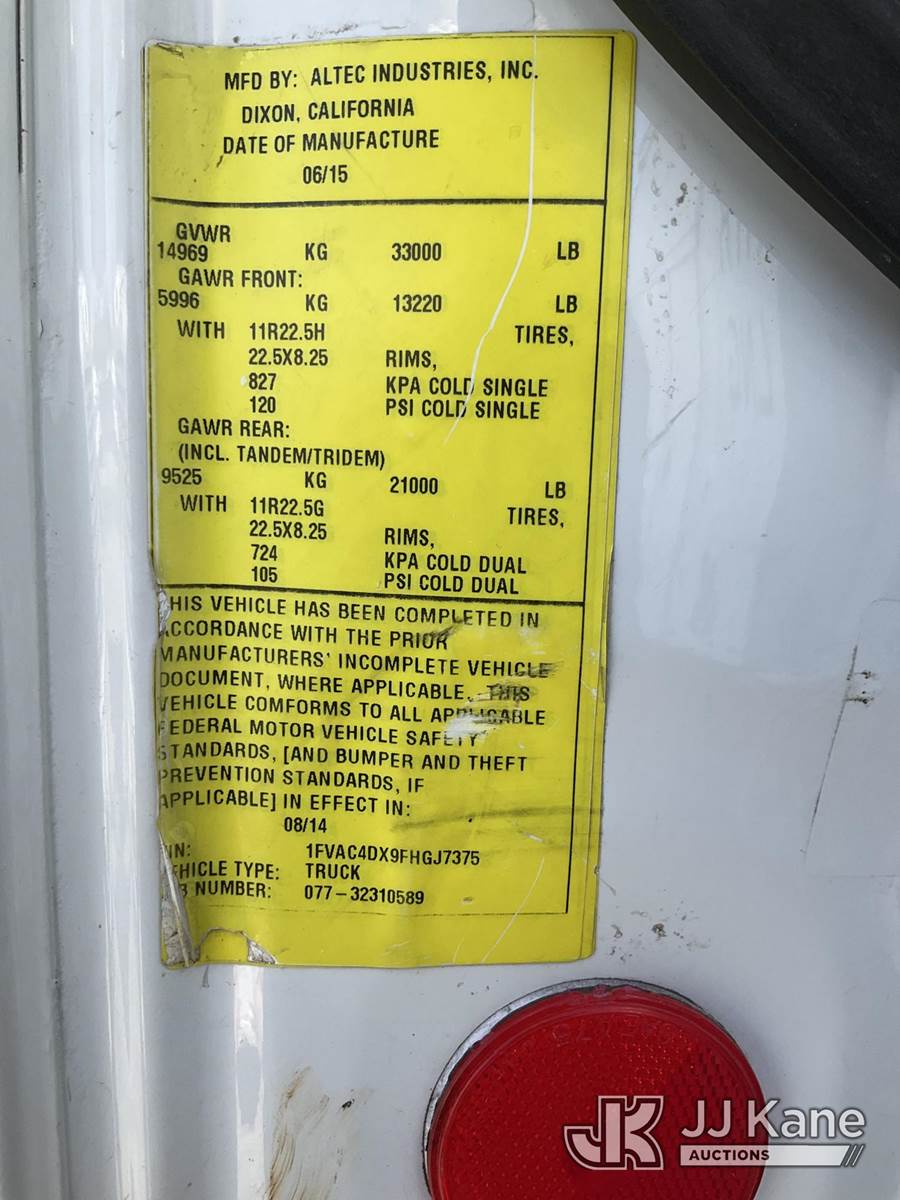 MFD BY: ALTEC INDUSTRIES, INC.
DIXON, CALIFORNIA
DATE OF MANUFACTURE
06/15
GVWR
14969 KG 33000 LB
GAWR FRONT:
5996 KG 13220 LB
WITH 11R22.5H TIRES,
22.5X8.25 RIMS,
827 KPA COLD SINGLE
120 PSI COLD SINGLE
GAWR REAR:
(INCL. TANDEM/TRIDEM)
9525 KG 21000 LB
WITH 11R22.5G TIRES,
22.5X8.25 RIMS,
724 KPA COLD DUAL
105 PSI COLD DUAL
THIS VEHICLE HAS BEEN COMPLETED IN
ACCORDANCE WITH THE PRIOR
MANUFACTURERS' INCOMPLETE VEHICLE
DOCUMENT, WHERE APPLICABLE. THIS
VEHICLE COMFORMS TO ALL APPLICABLE
FEDERAL MOTOR VEHICLE SAFETY
STANDARDS, [AND BUMPER AND THEFT
PREVENTION STANDARDS, IF
APPLICABLE] IN EFFECT IN:
08/14
VIN: 1FVAC4DX9FHGJ7375
VEHICLE TYPE: TRUCK
NUMBER: 077-32310589
JK JJ Kane
AUCTIONS